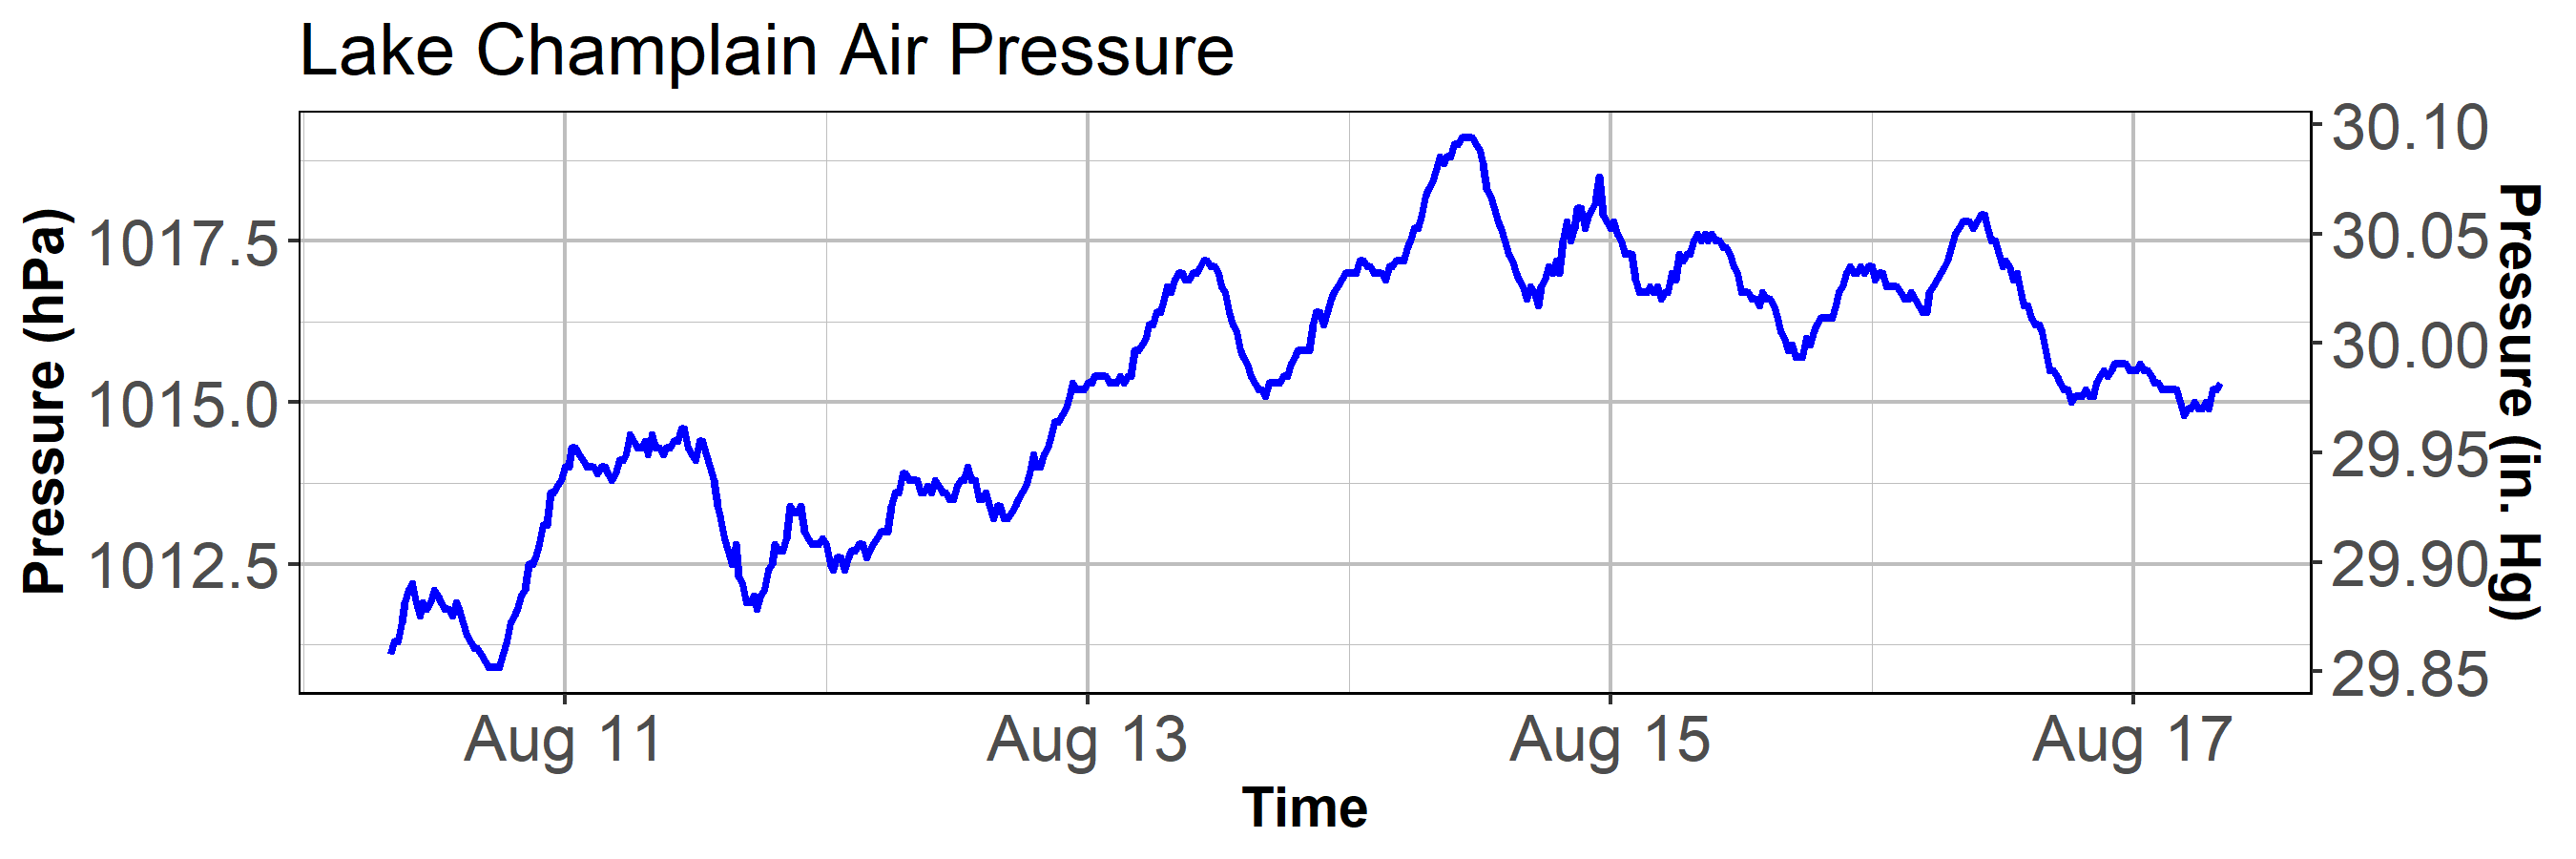 Lake Champlain Air Pressure
Pressure (hPa)
1017.5
1015.0
1012.5
30.10
30.05
30.00
29.95
29.90
29.85
Pressure (in. Hg)
Aug 11 Aug 13 Aug 15 Aug 17
Time